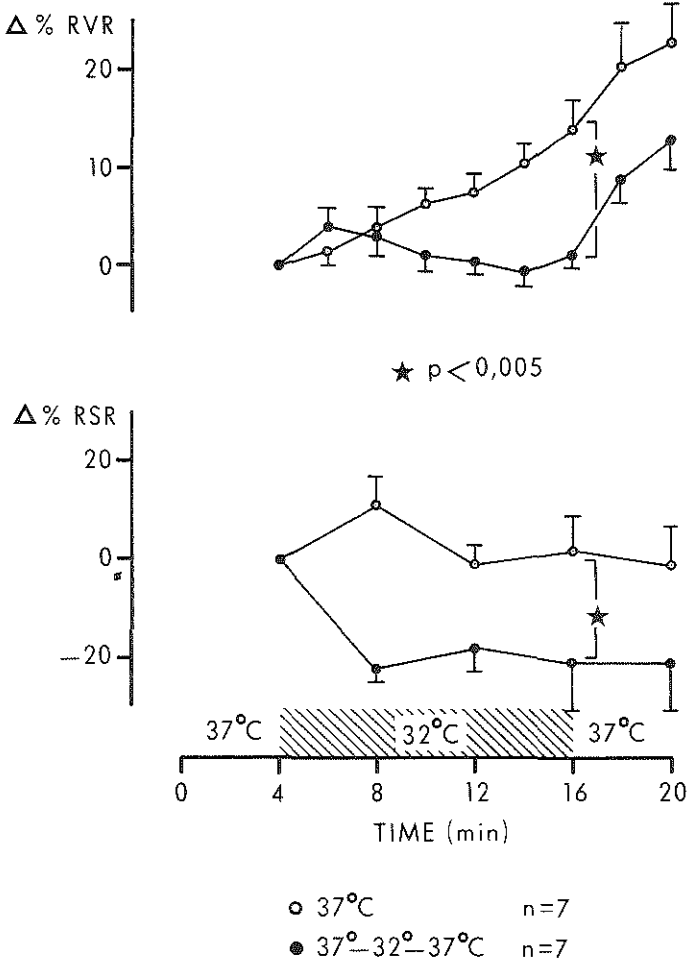 Δ % RVR
20
10
0
★ p<0,005
Δ % RSR
20
0
—20
37°C 32°C 37°C
0 4 8 12 16 20
TIME (min)
○ 37°C n=7
● 37°—32°—37°C n=7